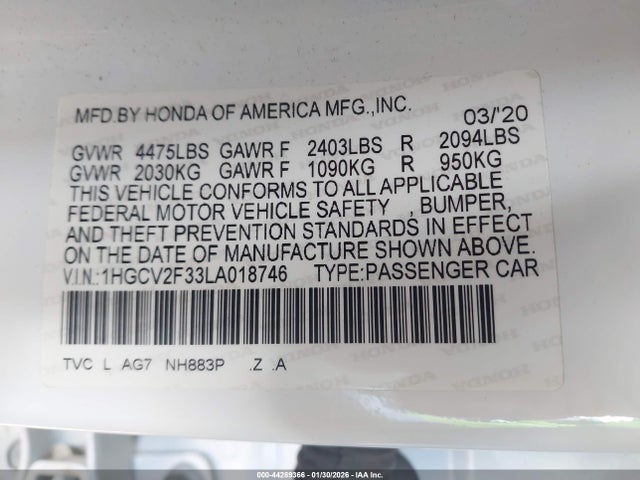 MFD.BY HONDA OF AMERICA MFG.,INC. 03/'20
GVWR 4475LBS GAWR F 2403LBS R 2094LBS
GVWR 2030KG GAWR F 1090KG R 950KG
THIS VEHICLE CONFORMS TO ALL APPLICABLE
FEDERAL MOTOR VEHICLE SAFETY , BUMPER,
AND THEFT PREVENTION STANDARDS IN EFFECT
ON THE DATE OF MANUFACTURE SHOWN ABOVE.
V.I.N.:1HGCV2F33LA018746 TYPE:PASSENGER CAR
TVC L AG7 NH883P .Z .A
000-44289366 - 01/30/2026 - IAA Inc.